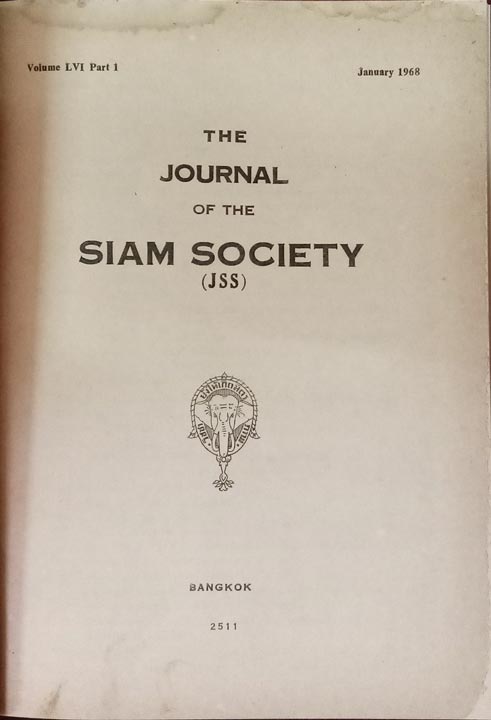 Volume LVI Part 1
January 1968
THE
JOURNAL
OF THE
SIAM SOCIETY
(JSS)
BANGKOK
2511